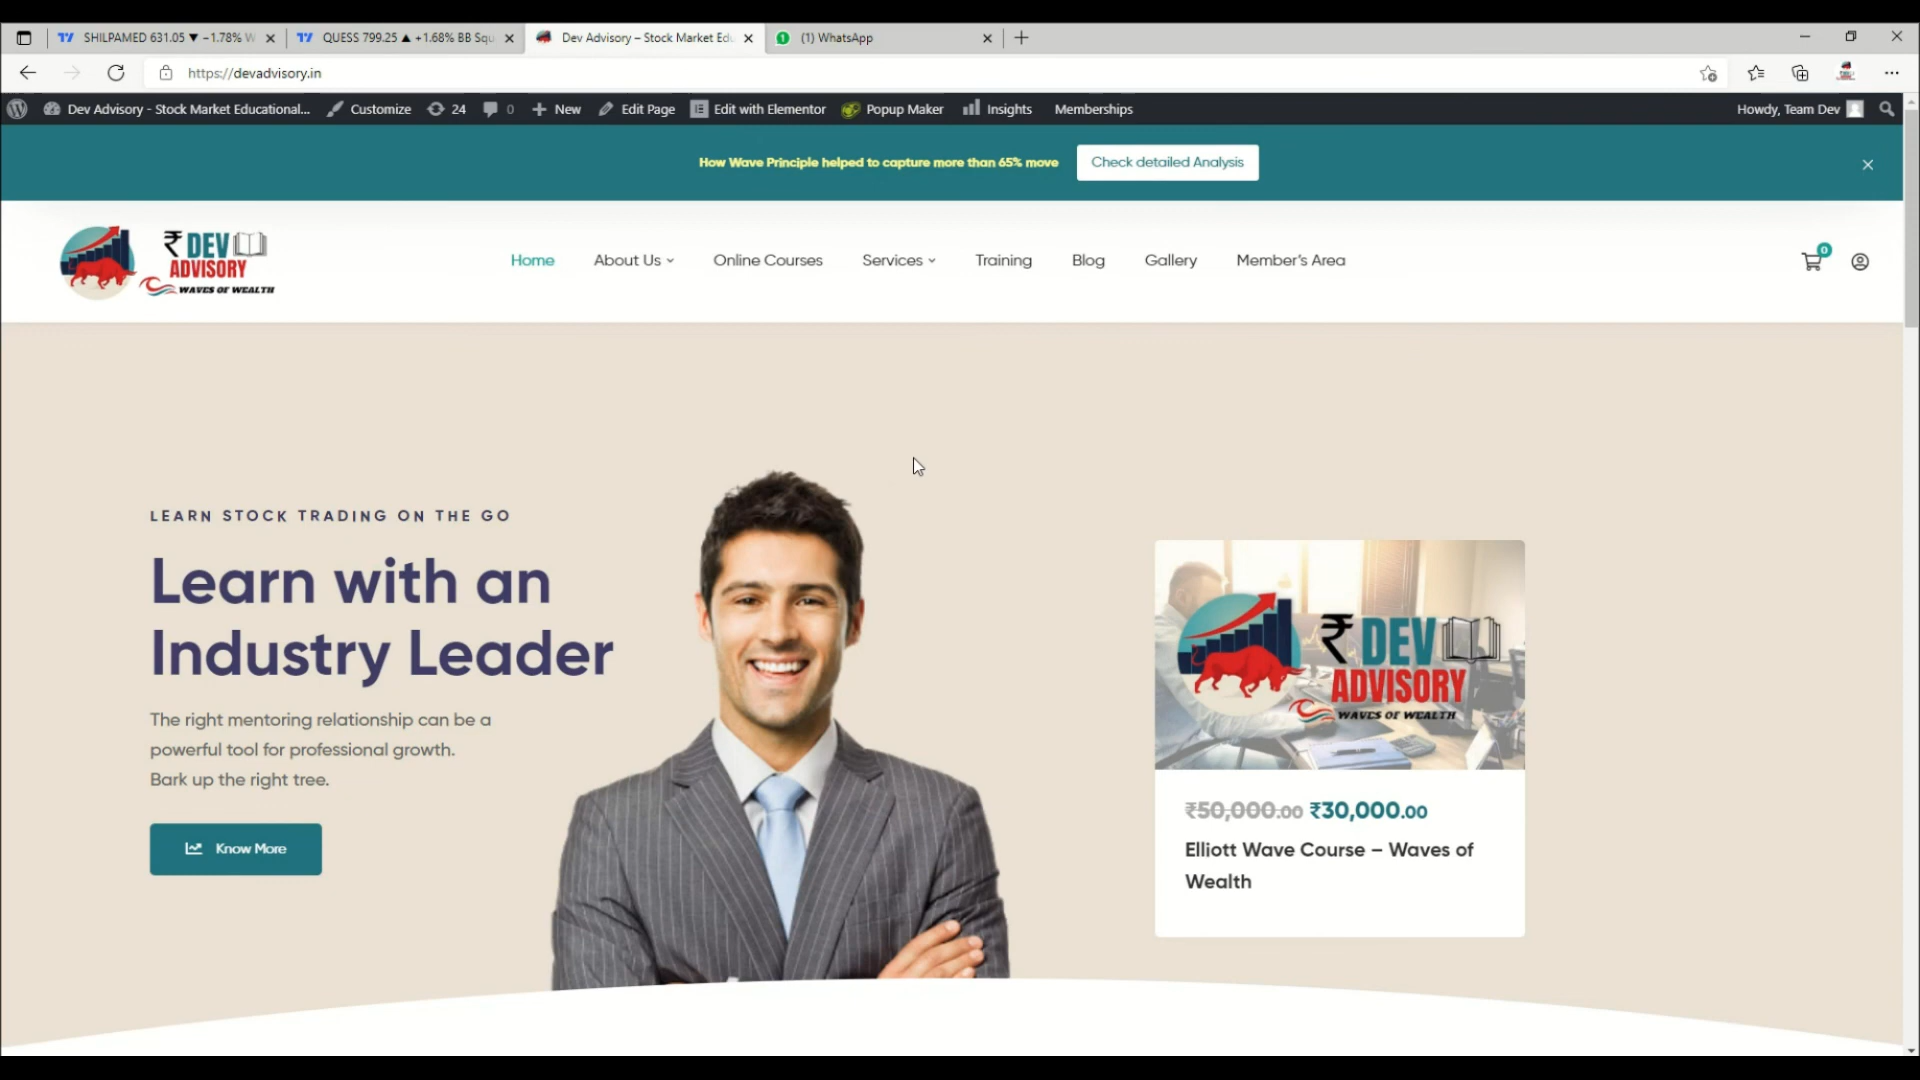 SHILPAMED 631.05 ▼ −1.78% W
QUESS 799.25 ▲ +1.68% BB Squ
Dev Advisory – Stock Market Edu
(1) WhatsApp
https://devadvisory.in
Dev Advisory - Stock Market Educational...
Customize
24
0
New
Edit Page
Edit with Elementor
Popup Maker
Insights
Memberships
Howdy, Team Dev
How Wave Principle helped to capture more than 65% move
Check detailed Analysis
₹ DEV
ADVISORY
WAVES OF WEALTH
Home
About Us
Online Courses
Services
Training
Blog
Gallery
Member's Area
0
LEARN STOCK TRADING ON THE GO
Learn with an
Industry Leader
The right mentoring relationship can be a
powerful tool for professional growth.
Bark up the right tree.
Know More
₹ DEV
ADVISORY
WAVES OF WEALTH
₹50,000.00 ₹30,000.00
Elliott Wave Course – Waves of
Wealth